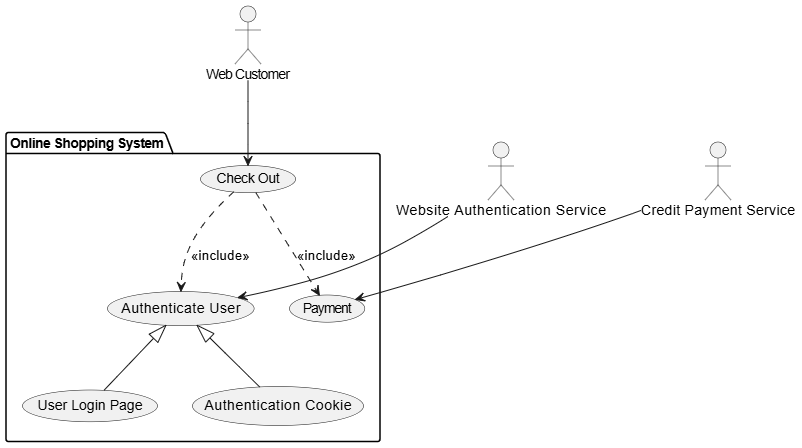 Web Customer
Online Shopping System
Check Out
Website Authentication Service
Credit Payment Service
«include»
«include»
Authenticate User
Payment
User Login Page
Authentication Cookie